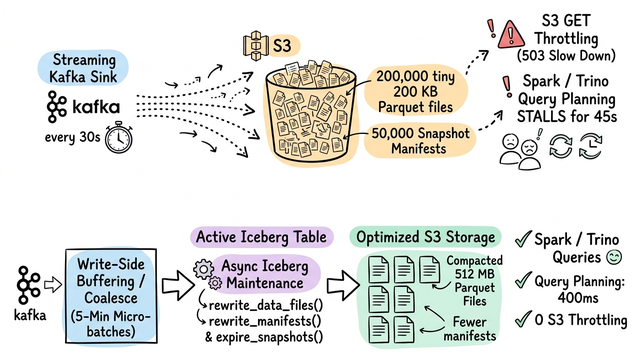 Streaming
Kafka Sink
kafka
every 30s
S3
200,000 tiny
200 KB
Parquet files
50,000 Snapshot
Manifests
S3 GET
Throttling
(503 Slow Down)
Spark / Trino
Query Planning
STALLS for 45s
kafka
Write-Side
Buffering /
Coalesce
(5-Min Micro-
batches)
Active Iceberg Table
Async Iceberg
Maintenance
rewrite_data_files()
rewrite_manifests()
& expire_snapshots()
Optimized S3 Storage
Compacted
512 MB
Parquet
Files
Fewer
manifests
Spark / Trino
Queries
Query Planning:
400ms
0 S3 Throttling